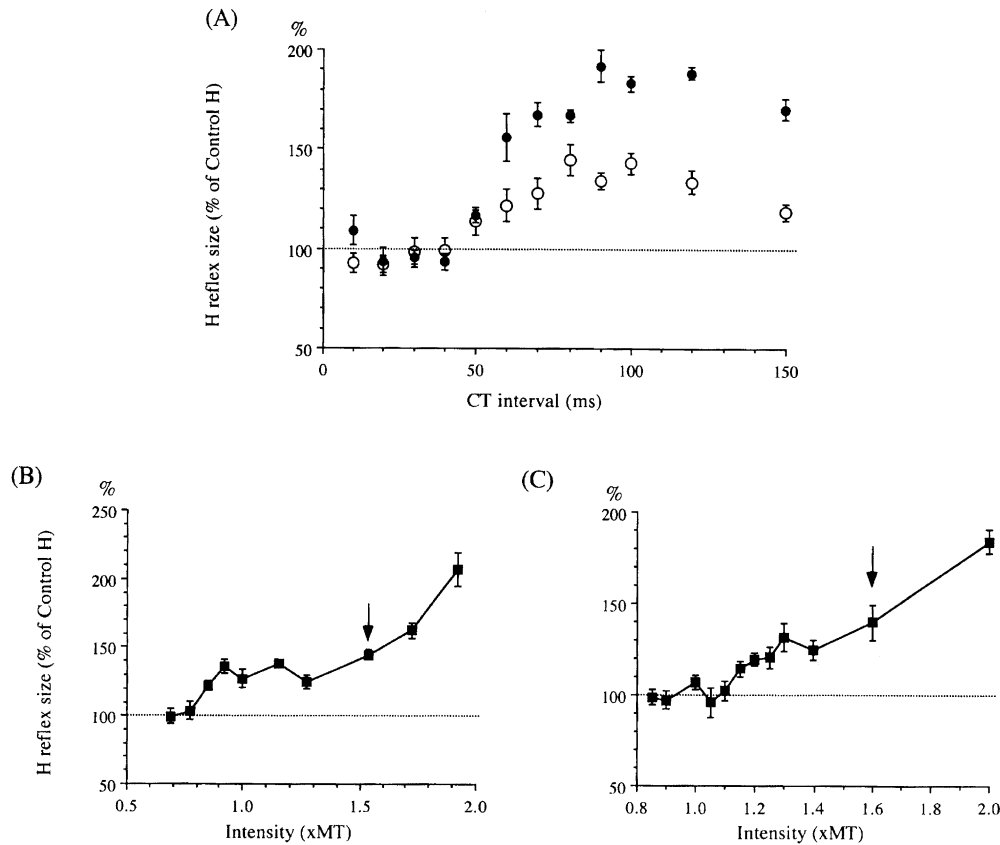 (A)
%
200
150
100
50
H reflex size (% of Control H)
0 50 100 150
CT interval (ms)
(B)
%
250
200
150
100
50
H reflex size (% of Control H)
0.5 1.0 1.5 2.0
Intensity (xMT)
(C)
%
200
150
100
50
0.8 1.0 1.2 1.4 1.6 1.8 2.0
Intensity (xMT)